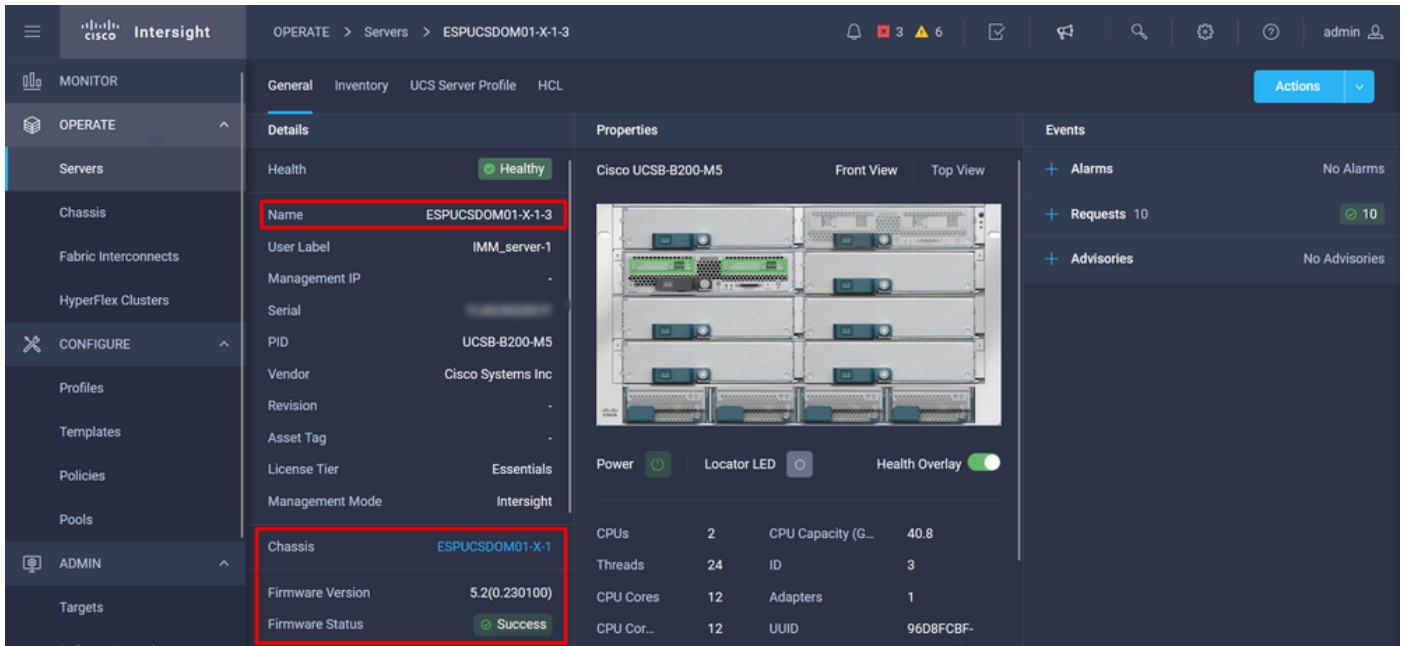 cisco Intersight
OPERATE > Servers > ESPUCSDOM01-X-1-3
3 6
admin
MONITOR
OPERATE
Servers
Chassis
Fabric Interconnects
HyperFlex Clusters
CONFIGURE
Profiles
Templates
Policies
Pools
ADMIN
Targets
General Inventory UCS Server Profile HCL
Actions
Details
Health Healthy
Name ESPUCSDOM01-X-1-3
User Label IMM_server-1
Management IP -
Serial
PID UCSB-B200-M5
Vendor Cisco Systems Inc
Revision -
Asset Tag -
License Tier Essentials
Management Mode Intersight
Chassis ESPUCSDOM01-X-1
Firmware Version 5.2(0.230100)
Firmware Status Success
Properties
Cisco UCSB-B200-M5 Front View Top View
Power Locator LED Health Overlay
CPUs 2 CPU Capacity (G... 40.8
Threads 24 ID 3
CPU Cores 12 Adapters 1
CPU Cor... 12 UUID 96D8FCBF-
Events
+ Alarms No Alarms
+ Requests 10 10
+ Advisories No Advisories